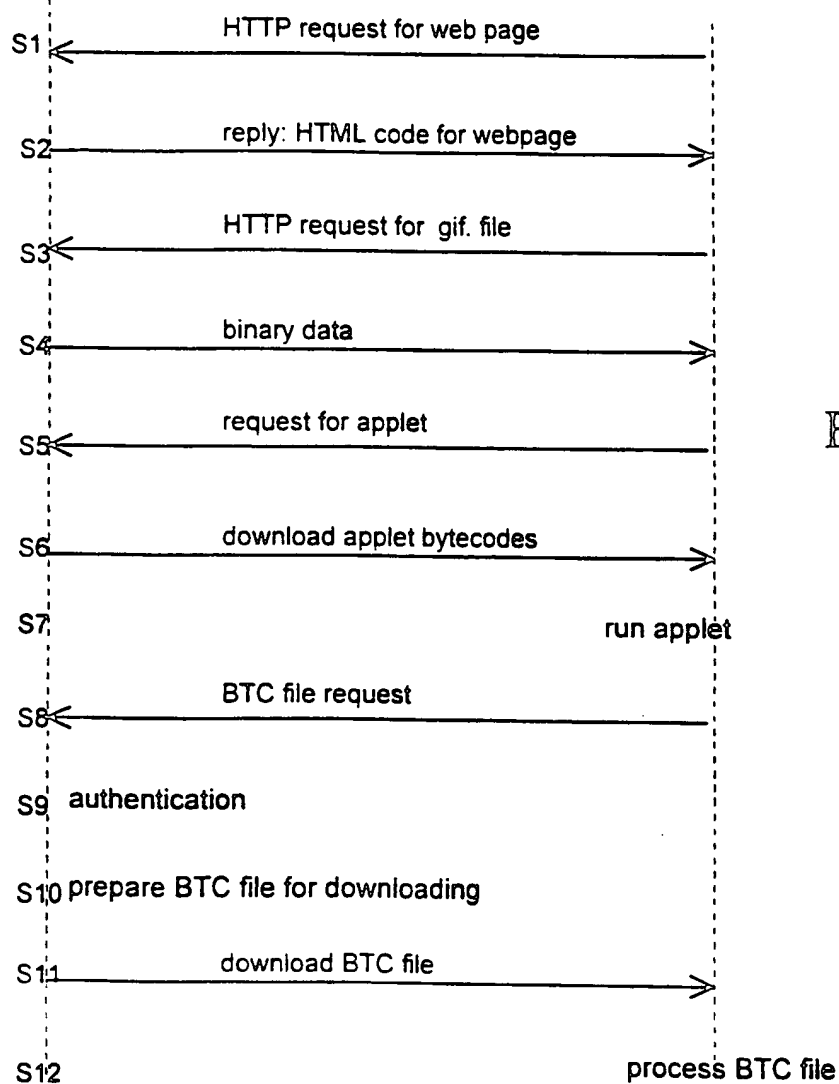 S1 HTTP request for web page
S2 reply: HTML code for webpage
S3 HTTP request for gif. file
S4 binary data
S5 request for applet
S6 download applet bytecodes
S7 run applet
S8 BTC file request
S9 authentication
S10 prepare BTC file for downloading
S11 download BTC file
S12 process BTC file